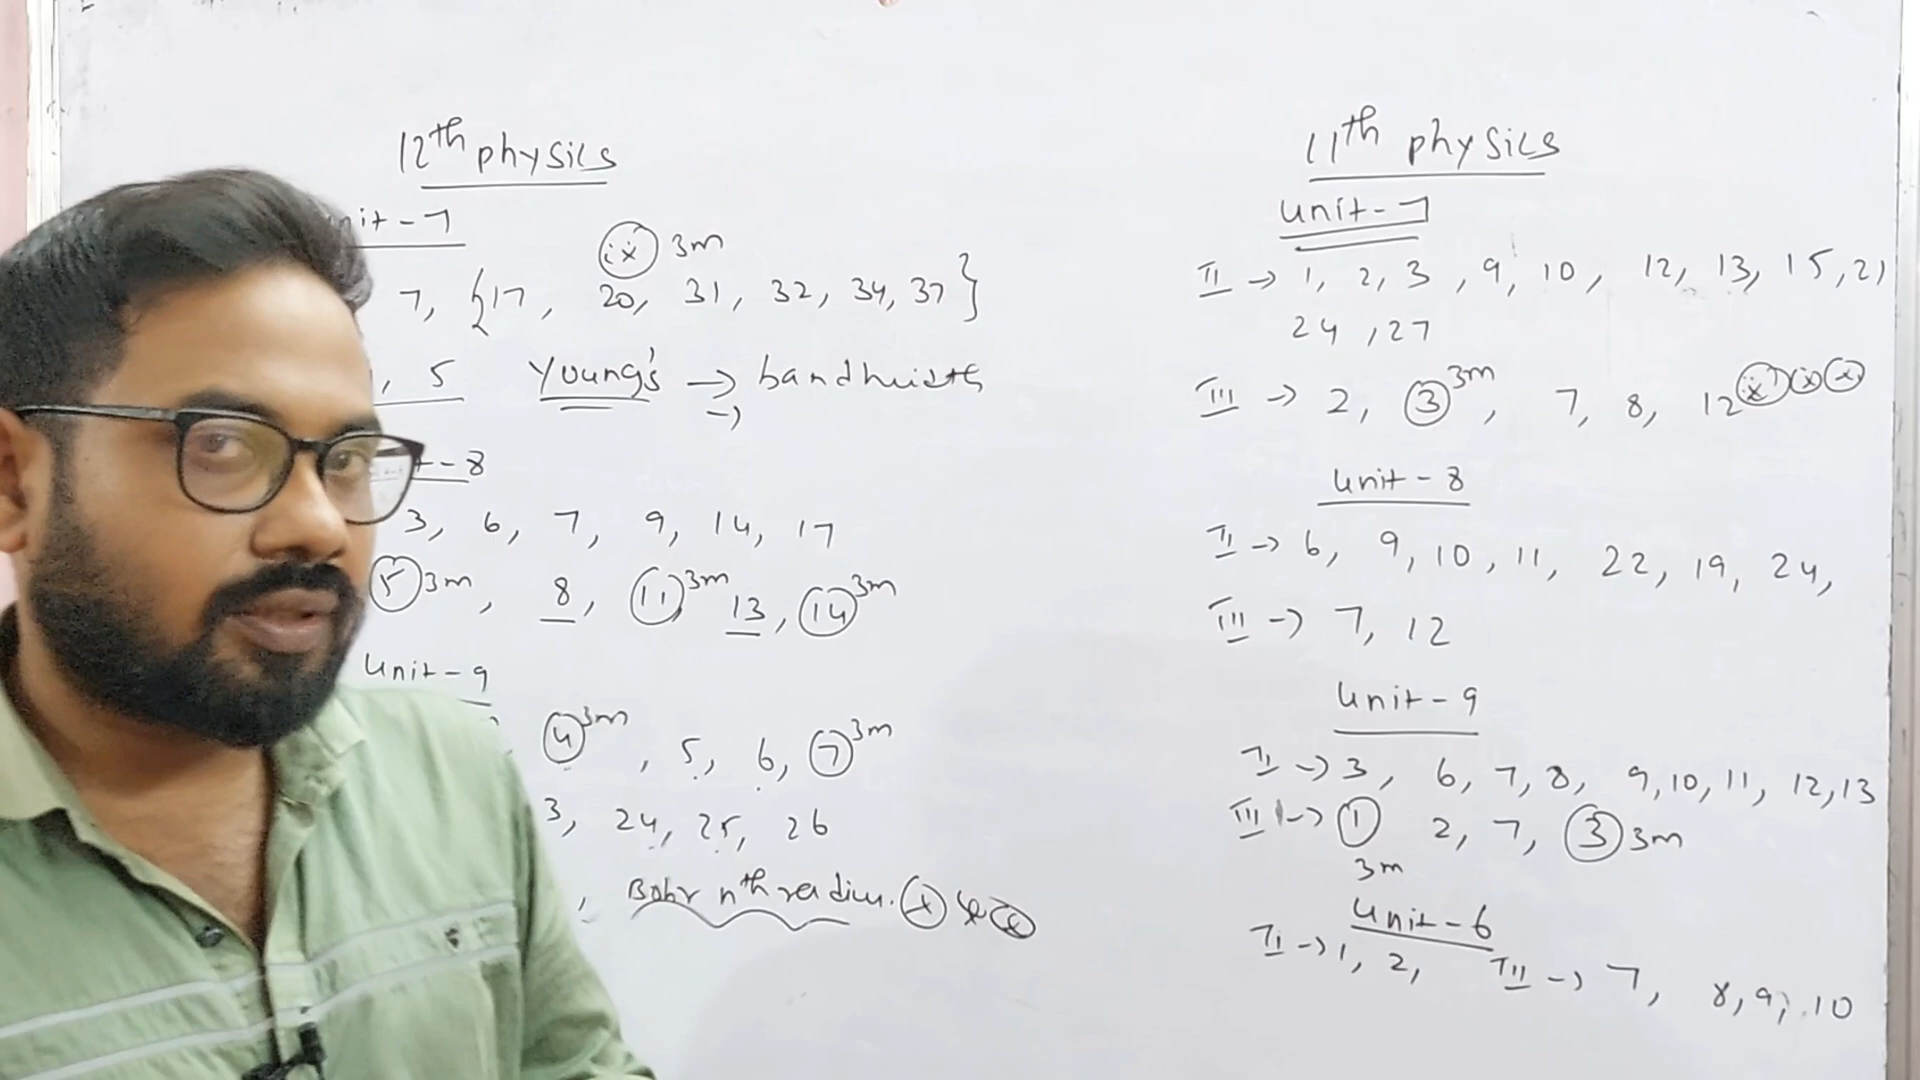 12th physics
unit-7
ix 3m
7, {17, 20, 31, 32, 34, 37}
, 5 Young's → bandwidth
→
t-8
3, 6, 7, 9, 14, 17
5 3m, 8, 11 3m 13, 14 3m
unit-9
4 3m, 5, 6, 7 3m
3, 24, 25, 26
, Bohr nth radius.
11th physics
unit-7
II → 1, 2, 3, 9, 10, 12, 13, 15, 21
24, 27
III → 2, 3 3m, 7, 8, 12
unit-8
II → 6, 9, 10, 11, 22, 19, 24,
III → 7, 12
unit-9
II → 3, 6, 7, 8, 9, 10, 11, 12, 13
III → 1 2, 7, 3 3m
3m
unit-6
II → 1, 2, III → 7, 8, 9, 10